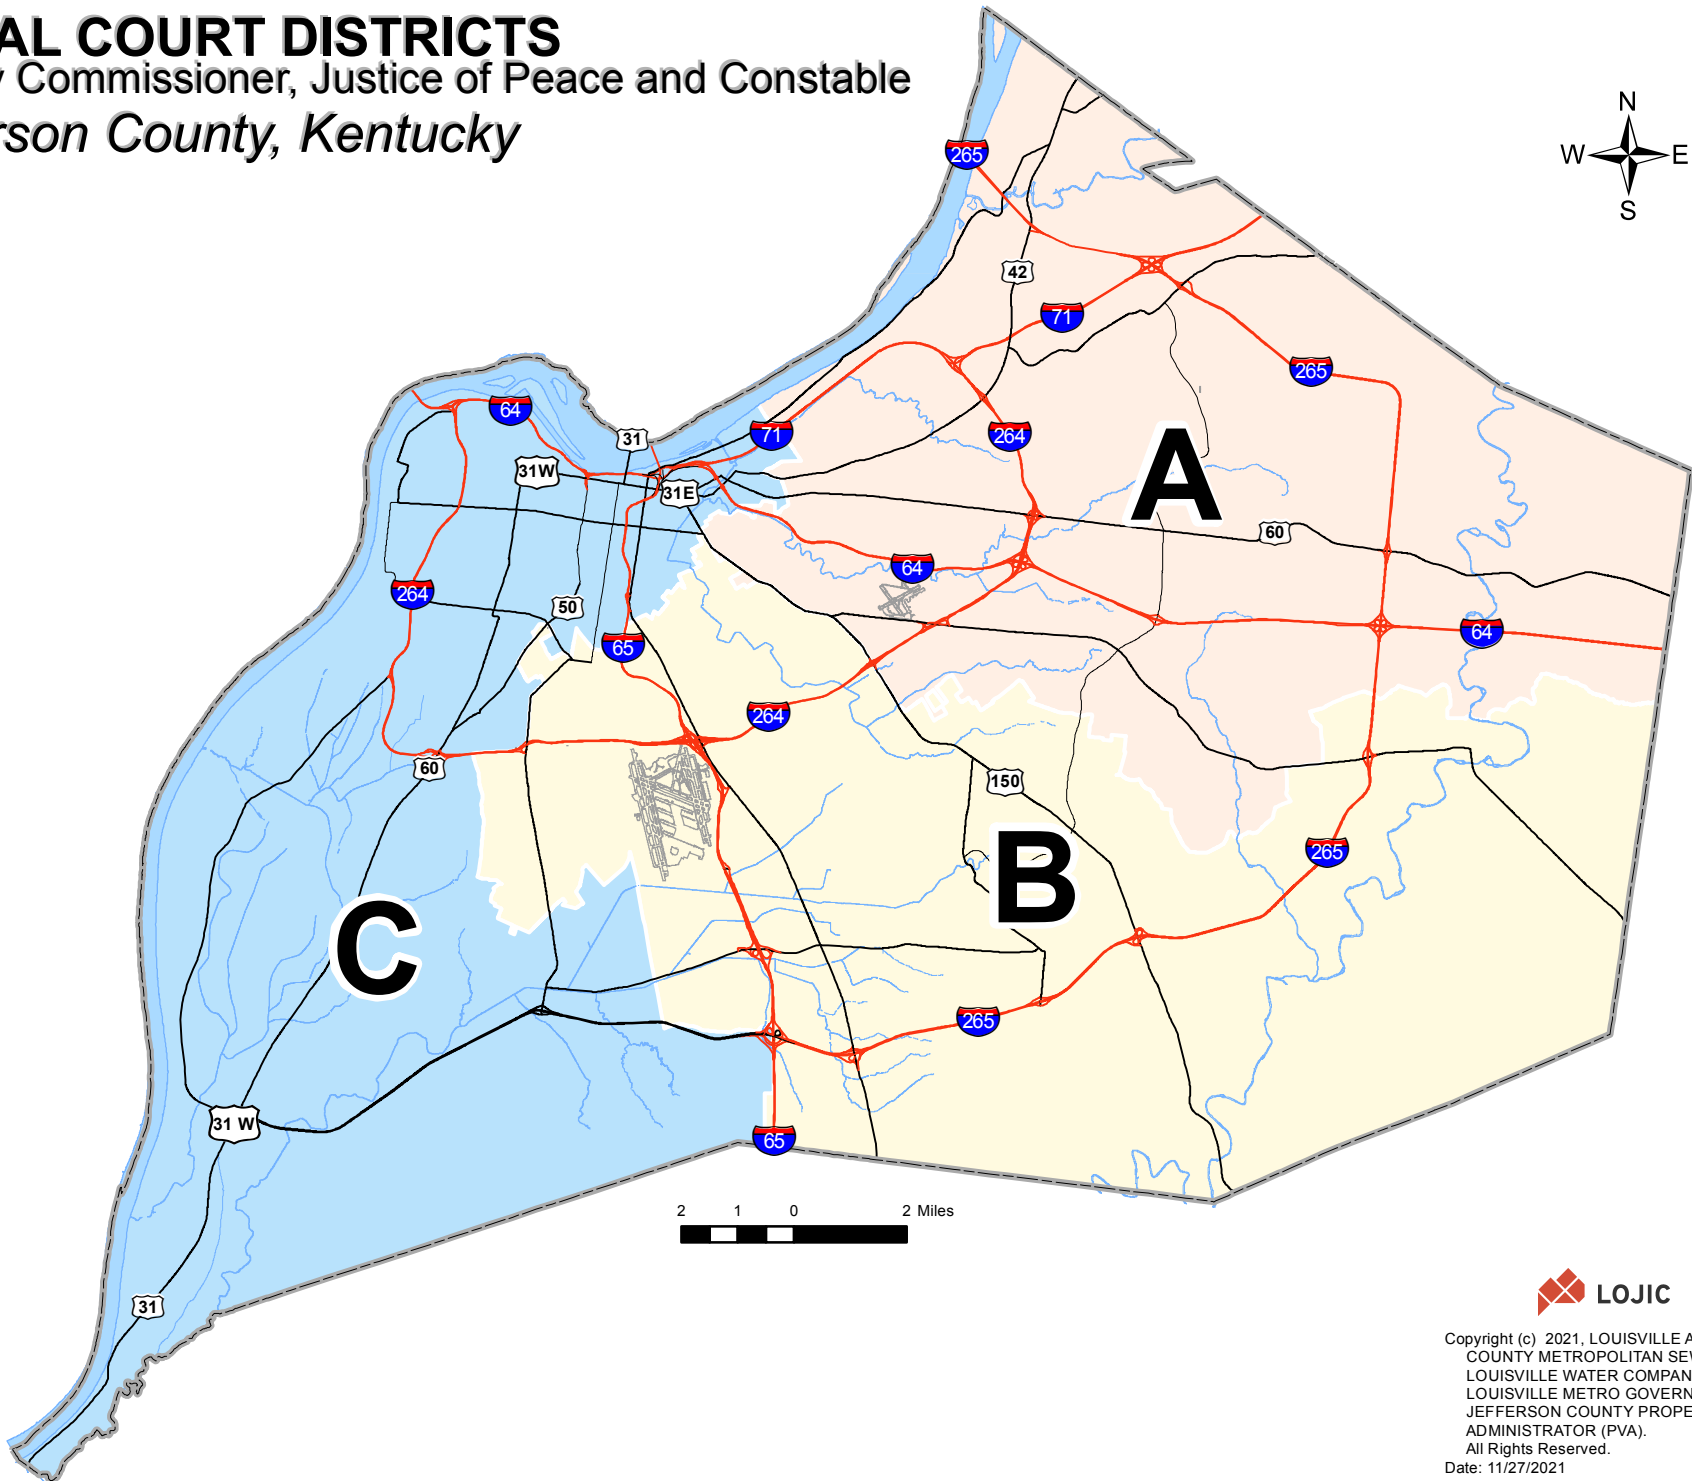 AL COURT DISTRICTS
y Commissioner, Justice of Peace and Constable
rson County, Kentucky
N
W E
S
265
42
71
265
64
31
71
264
A
31W
31E
60
64
264
50
65
64
264
60
150
265
B
C
265
31 W
65
2 1 0 2 Miles
31
LOJIC
Copyright (c) 2021, LOUISVILLE A
COUNTY METROPOLITAN SEW
LOUISVILLE WATER COMPAN
LOUISVILLE METRO GOVERN
JEFFERSON COUNTY PROPE
ADMINISTRATOR (PVA).
All Rights Reserved.
Date: 11/27/2021